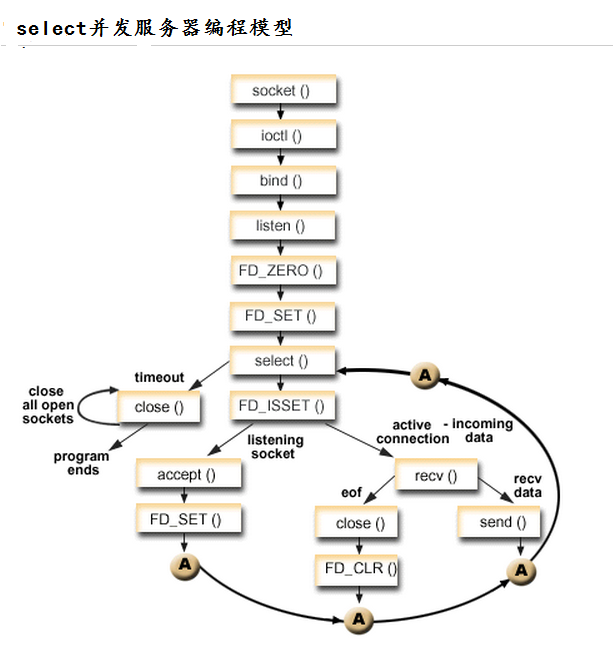 select并发服务器编程模型
socket ()
ioctl ()
bind ()
listen ()
FD_ZERO ()
FD_SET ()
select ()
A
timeout
close
all open
sockets
close ()
FD_ISSET ()
program
ends
listening
socket
active
connection
- incoming
data
accept ()
recv ()
eof
recv
data
FD_SET ()
close ()
send ()
A
FD_CLR ()
A
A